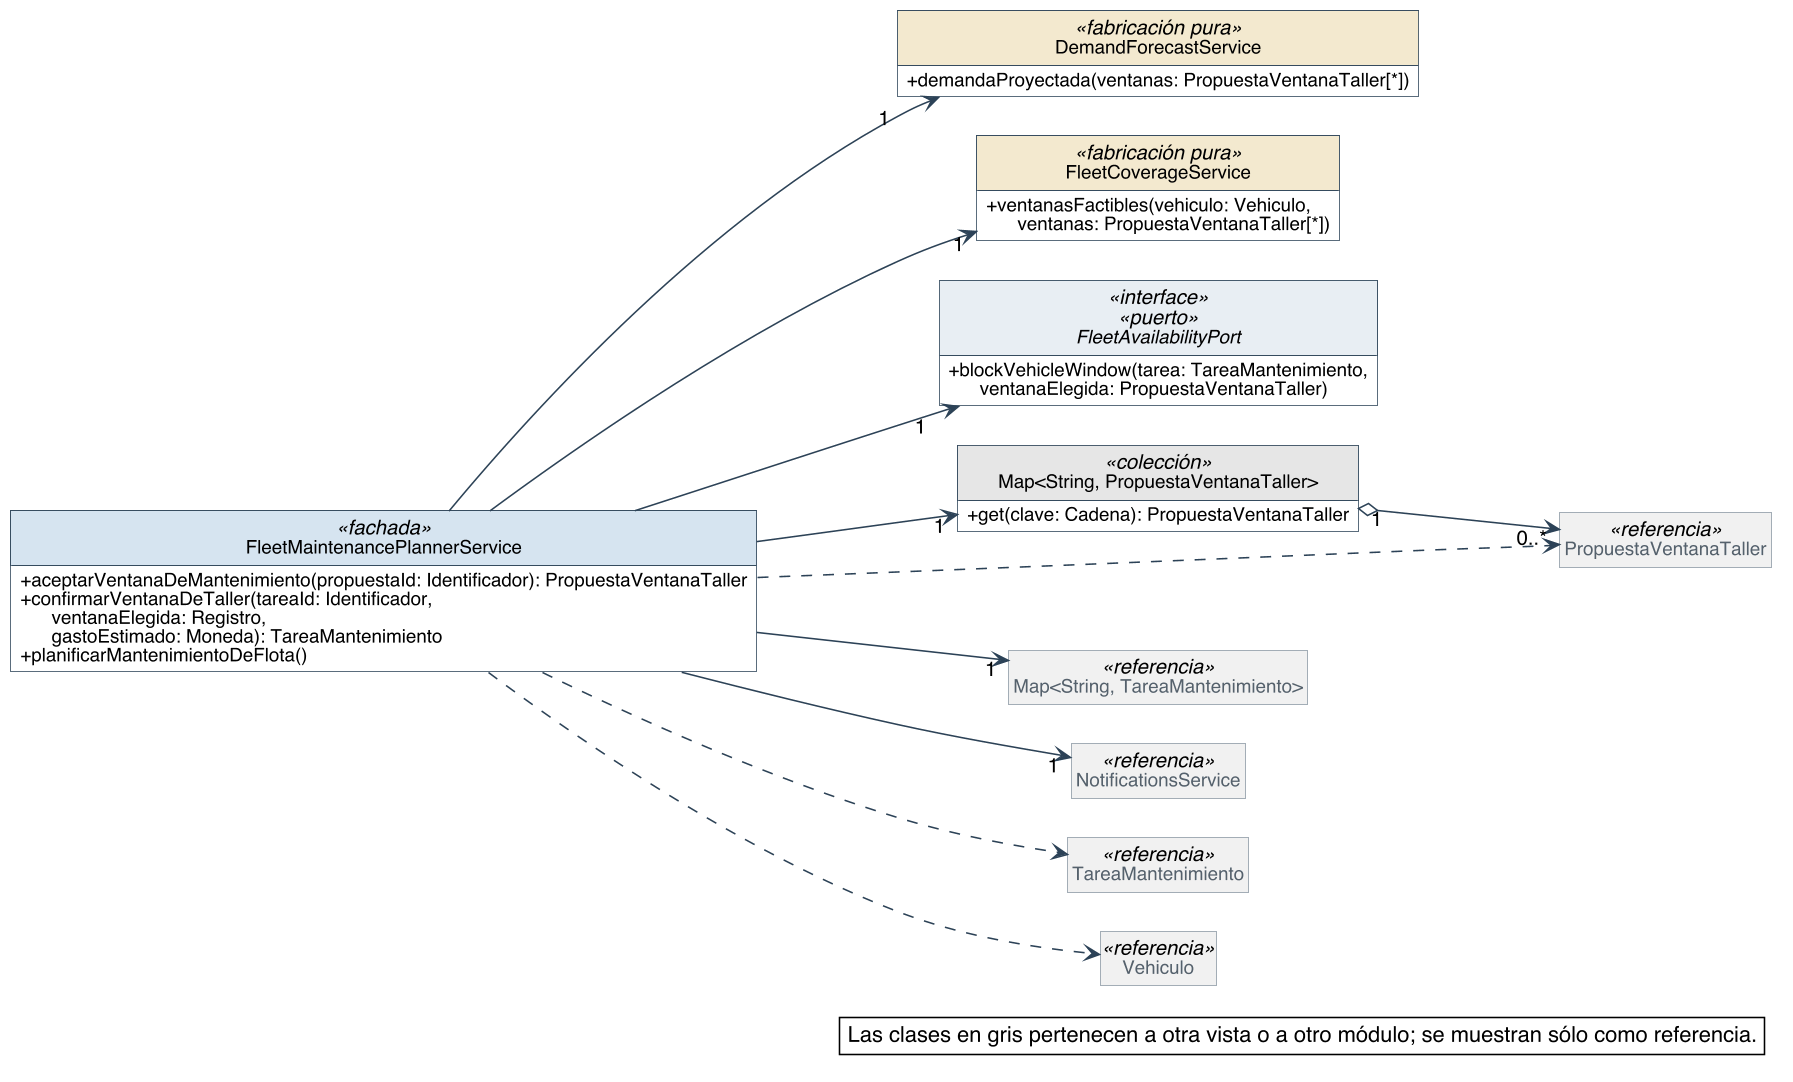 «fabricación pura»
DemandForecastService
+demandaProyectada(ventanas: PropuestaVentanaTaller[*])
1
«fabricación pura»
FleetCoverageService
+ventanasFactibles(vehiculo: Vehiculo,
ventanas: PropuestaVentanaTaller[*])
1
«interface»
«puerto»
FleetAvailabilityPort
+blockVehicleWindow(tarea: TareaMantenimiento,
ventanaElegida: PropuestaVentanaTaller)
1
«colección»
Map<String, PropuestaVentanaTaller>
+get(clave: Cadena): PropuestaVentanaTaller
1
1
0..*
«referencia»
PropuestaVentanaTaller
«fachada»
FleetMaintenancePlannerService
+aceptarVentanaDeMantenimiento(propuestaId: Identificador): PropuestaVentanaTaller
+confirmarVentanaDeTaller(tareaId: Identificador,
ventanaElegida: Registro,
gastoEstimado: Moneda): TareaMantenimiento
+planificarMantenimientoDeFlota()
1
«referencia»
Map<String, TareaMantenimiento>
1
«referencia»
NotificationsService
«referencia»
TareaMantenimiento
«referencia»
Vehiculo
Las clases en gris pertenecen a otra vista o a otro módulo; se muestran sólo como referencia.